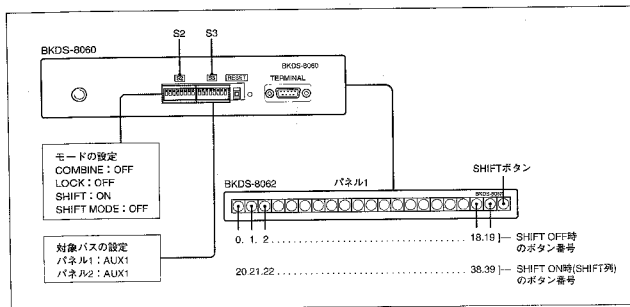 S2 S3
BKDS-8060
BKDS-8060
S2 S3 RESET TERMINAL
モードの設定
COMBINE：OFF
LOCK：OFF
SHIFT：ON
SHIFT MODE：OFF
対象バスの設定
パネル1：AUX1
パネル2：AUX1
SHIFTボタン
BKDS-8062 パネル1
BKDS-8062
0. 1. 2 ........................................ 18.19 SHIFT OFF時
のボタン番号
20.21.22 ........................................ 38.39 SHIFT ON時(SHIFT列)
のボタン番号